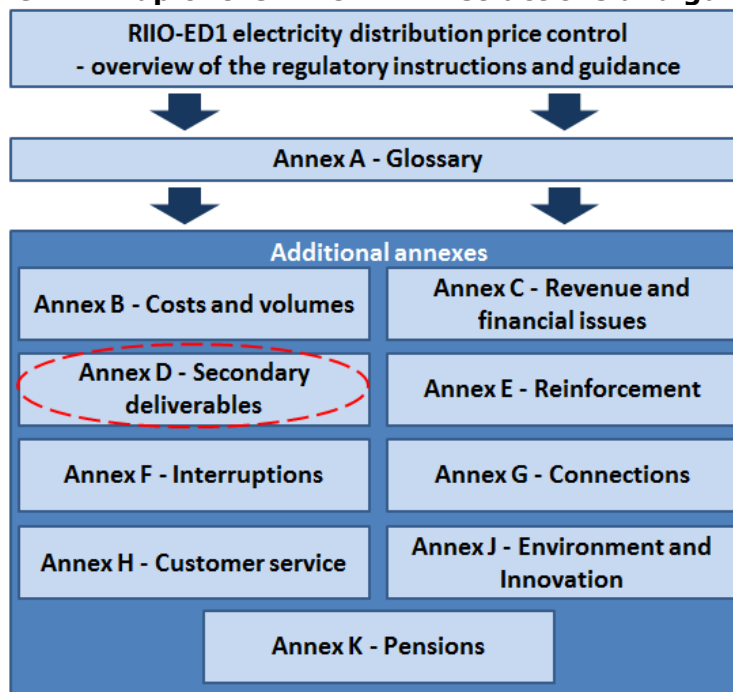 RIIO-ED1 electricity distribution price control
- overview of the regulatory instructions and guidance
Annex A - Glossary
Additional annexes
Annex B - Costs and volumes
Annex C - Revenue and
financial issues
Annex D - Secondary
deliverables
Annex E - Reinforcement
Annex F - Interruptions
Annex G - Connections
Annex H - Customer service
Annex J - Environment and
Innovation
Annex K - Pensions